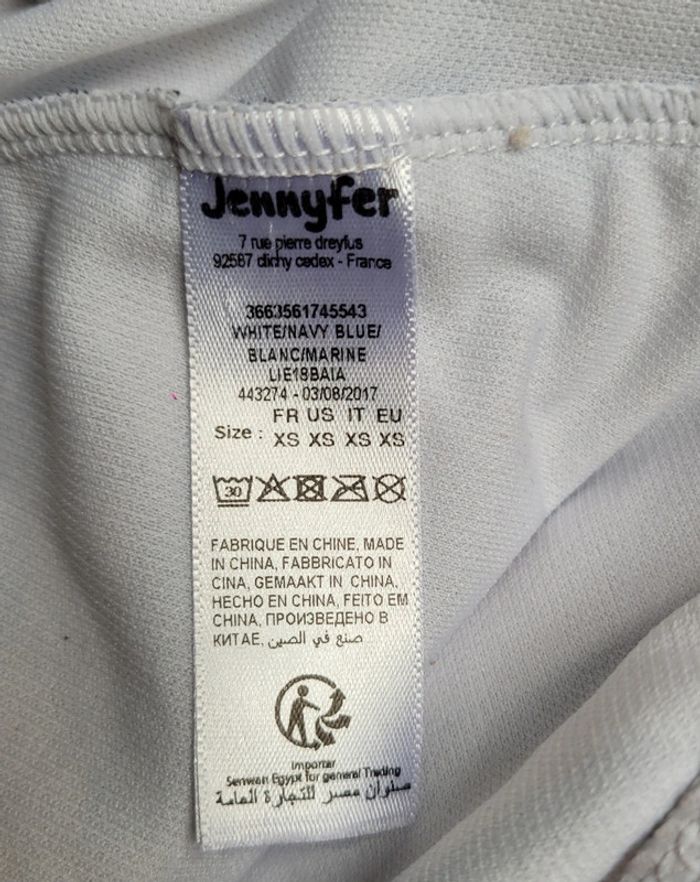 Jennyfer
7 rue pierre dreyfus
92587 clichy cedex - France
3663561745543
WHITE/NAVY BLUE/
BLANC/MARINE
LIE18BAIA
443274 - 03/08/2017
FR US IT EU
Size : XS XS XS XS
30
FABRIQUE EN CHINE, MADE
IN CHINA, FABBRICATO IN
CINA, GEMAAKT IN CHINA,
HECHO EN CHINA, FEITO EM
CHINA, ПРОИЗВЕДЕНО В
КИТАЕ, صنع في الصين
Importer
Senwan Egypt for general Trading
صنوان مصر للتجارة العامة